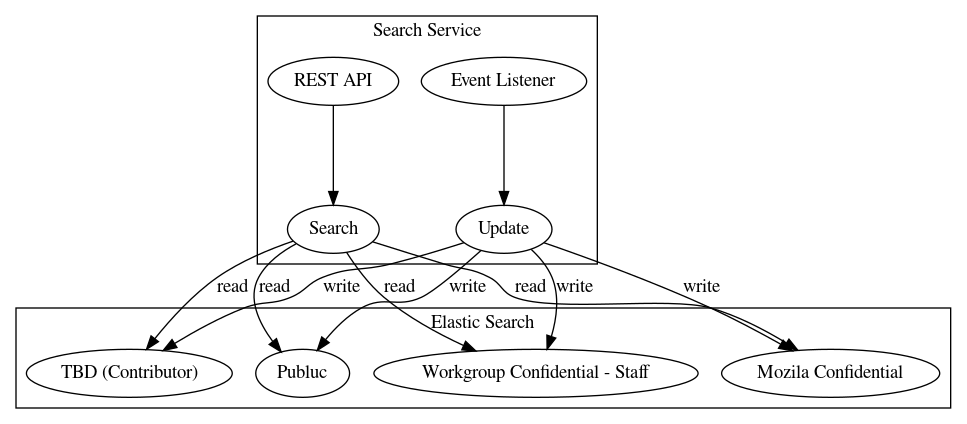 Search Service
REST API
Event Listener
Search
Update
read
read
write
read
write
read
write
write
Elastic Search
TBD (Contributor)
Publuc
Workgroup Confidential - Staff
Mozila Confidential